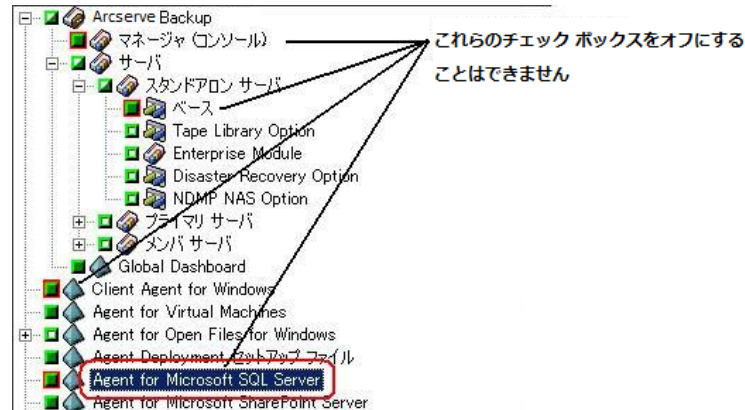 Arcserve Backup
マネージャ (コンソール)
これらのチェック ボックスをオフにする
ことはできません
サーバ
スタンドアロン サーバ
ベース
Tape Library Option
Enterprise Module
Disaster Recovery Option
NDMP NAS Option
プライマリ サーバ
メンバ サーバ
Global Dashboard
Client Agent for Windows
Agent for Virtual Machines
Agent for Open Files for Windows
Agent Deployment セットアップ ファイル
Agent for Microsoft SQL Server
Agent for Microsoft SharePoint Server